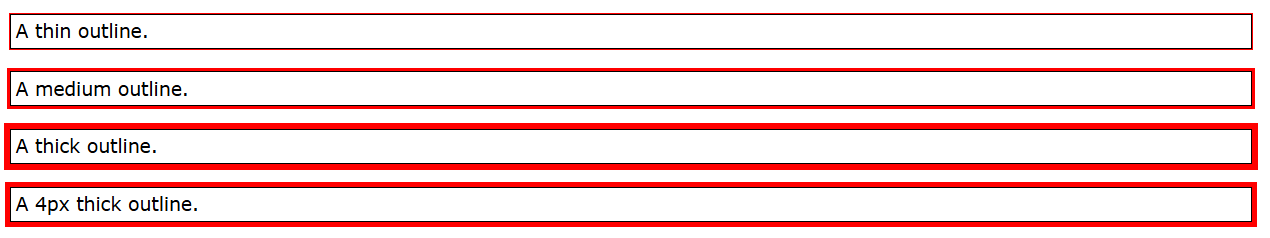 A thin outline.
A medium outline.
A thick outline.
A 4px thick outline.